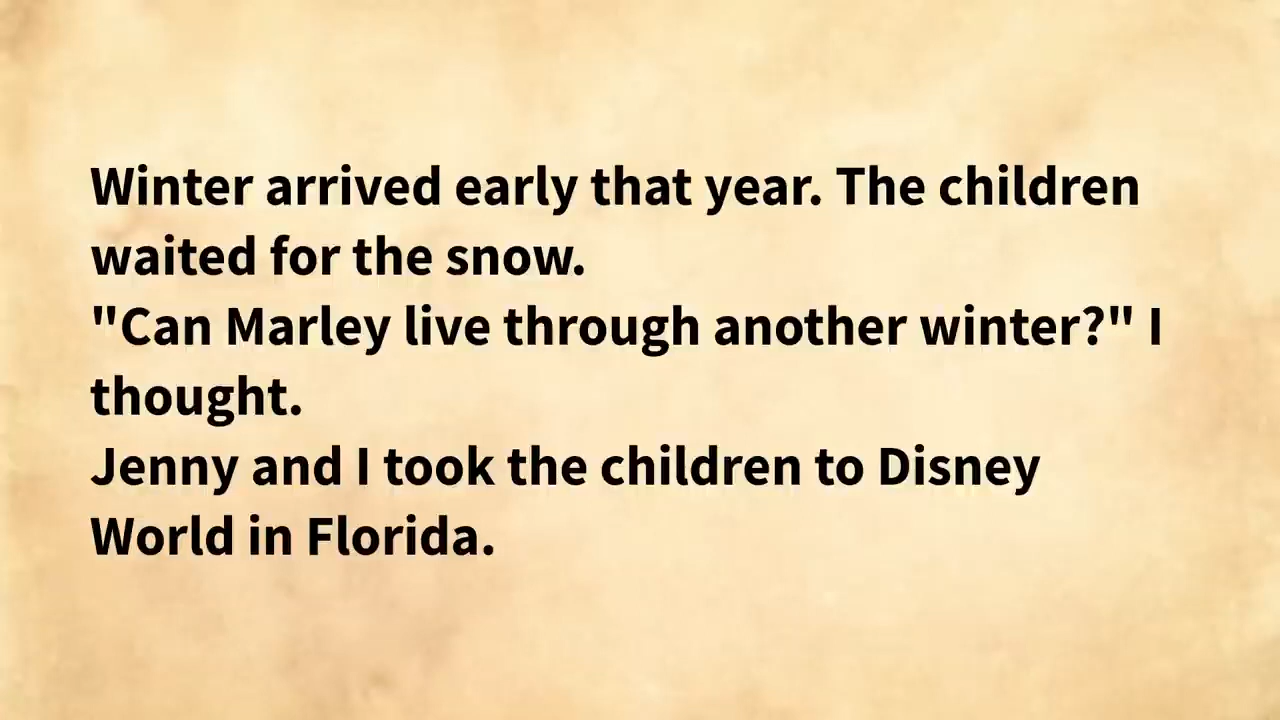 Winter arrived early that year. The children
waited for the snow.
"Can Marley live through another winter?" I
thought.
Jenny and I took the children to Disney
World in Florida.